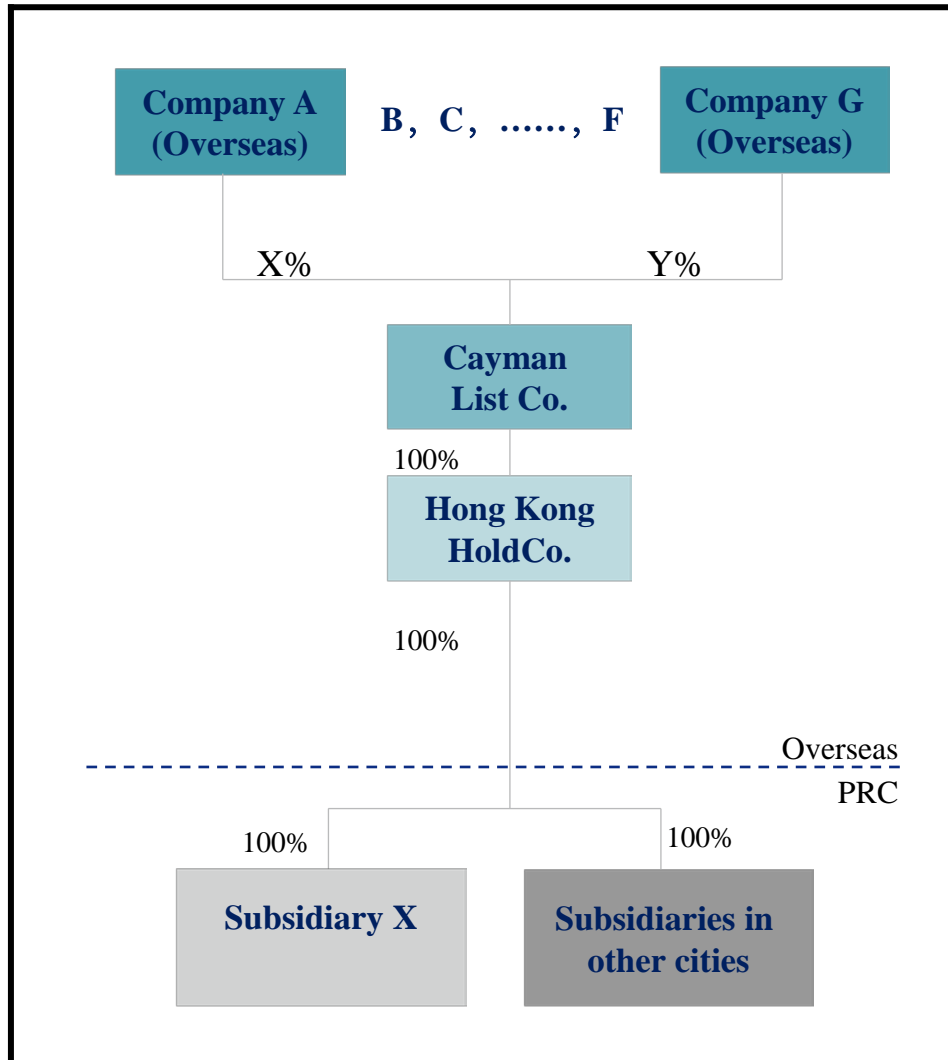 Company A
(Overseas)
B，C，……，F
Company G
(Overseas)
X%
Y%
Cayman
List Co.
100%
Hong Kong
HoldCo.
100%
Overseas
PRC
100%
100%
Subsidiary X
Subsidiaries in
other cities